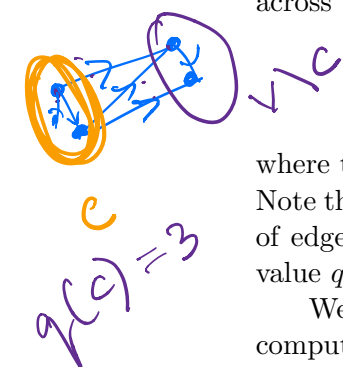 across
V \ C
where t
Note th
of edge
value q
We
comput
C
q(C) = 3